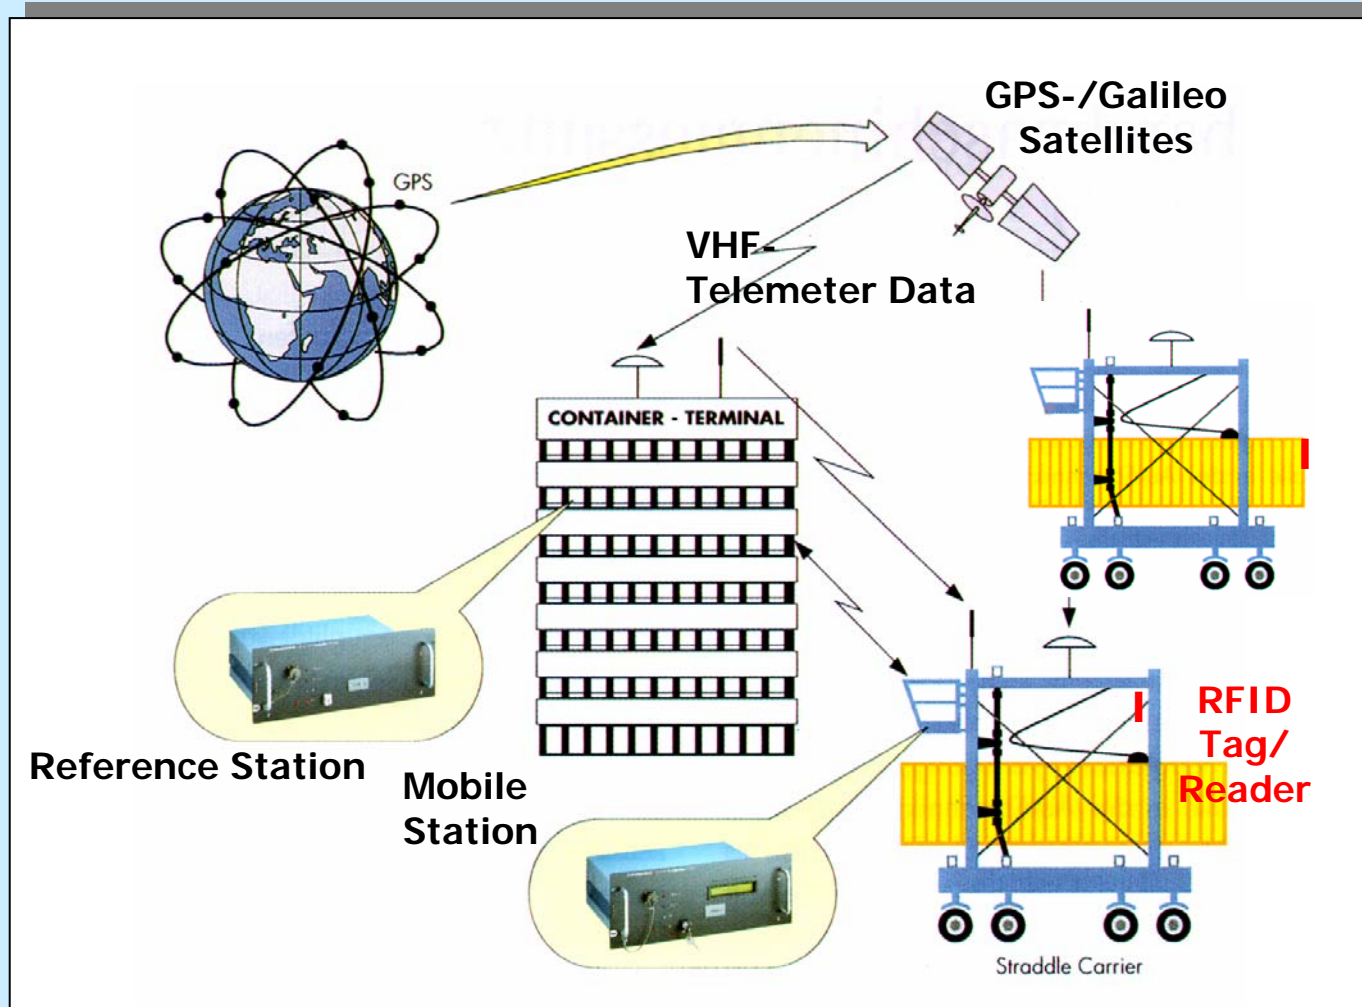 GPS-/Galileo
Satellites
GPS
VHF-
Telemeter Data
CONTAINER - TERMINAL
Reference Station
Mobile
Station
RFID
Tag/
Reader
Straddle Carrier